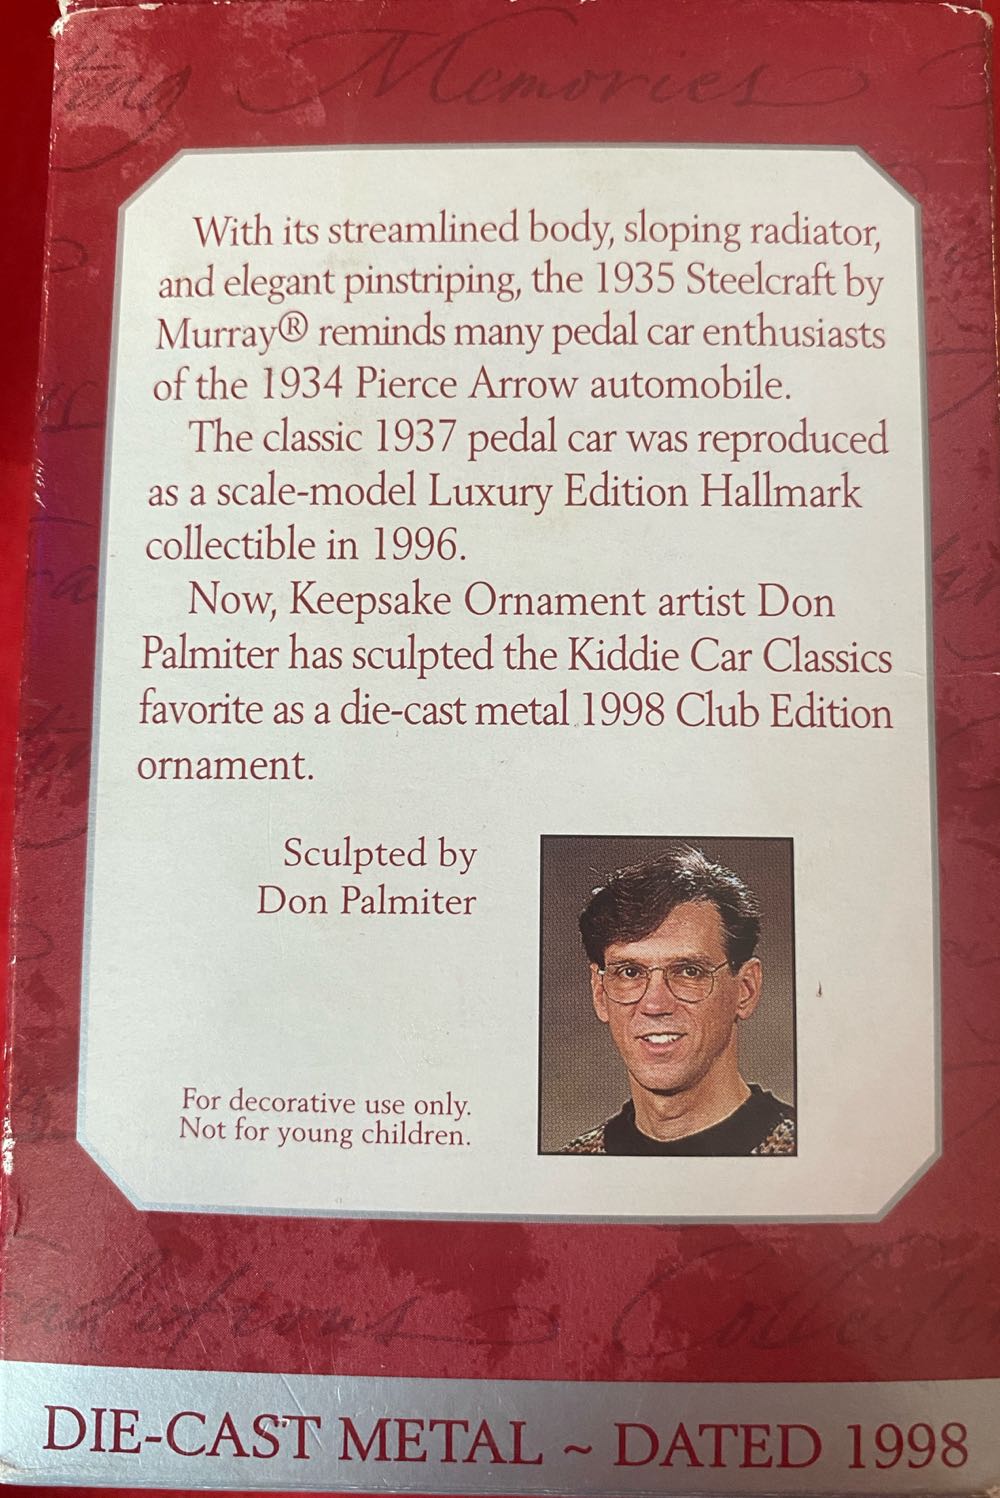 ting Memories
With its streamlined body, sloping radiator,
and elegant pinstriping, the 1935 Steelcraft by
Murray® reminds many pedal car enthusiasts
of the 1934 Pierce Arrow automobile.
The classic 1937 pedal car was reproduced
as a scale-model Luxury Edition Hallmark
collectible in 1996.
Now, Keepsake Ornament artist Don
Palmiter has sculpted the Kiddie Car Classics
favorite as a die-cast metal 1998 Club Edition
ornament.
Sculpted by
Don Palmiter
For decorative use only.
Not for young children.
DIE-CAST METAL ~ DATED 1998